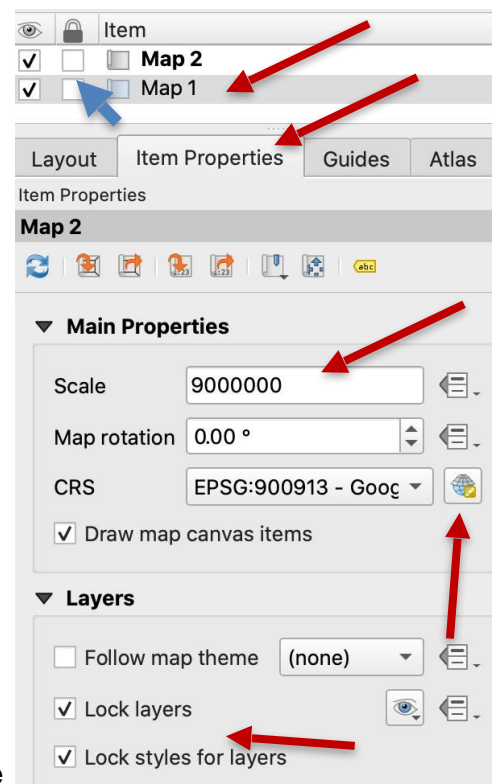 Item
Map 2
Map 1
Layout Item Properties Guides Atlas
Item Properties
Map 2
abc
Main Properties
Scale 9000000
Map rotation 0.00 °
CRS EPSG:900913 - Goog
Draw map canvas items
Layers
Follow map theme (none)
Lock layers
Lock styles for layers
e